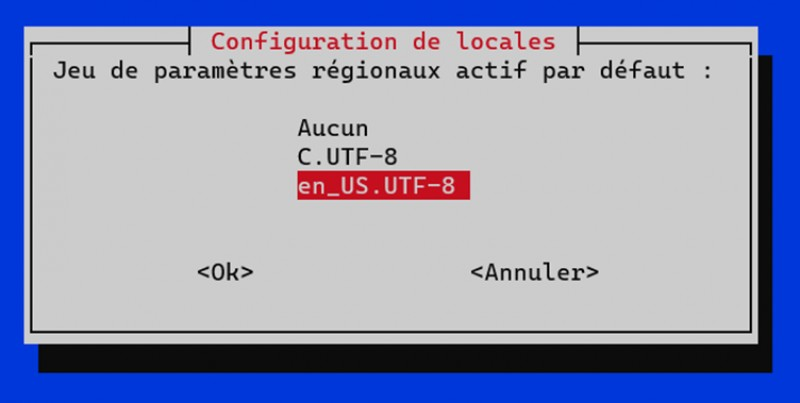 Configuration de locales
Jeu de paramètres régionaux actif par défaut :
Aucun
C.UTF-8
en_US.UTF-8
<Ok> <Annuler>